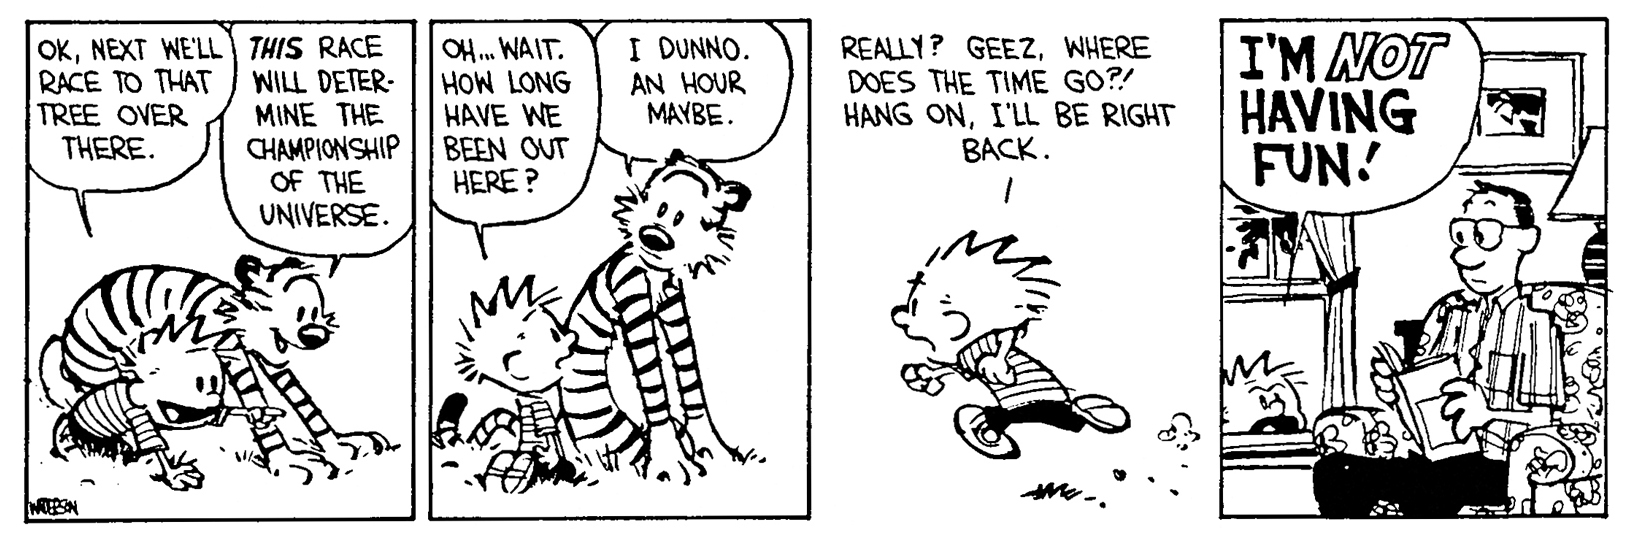 OK, NEXT WE'LL
RACE TO THAT
TREE OVER
THERE.
THIS RACE
WILL DETER-
MINE THE
CHAMPIONSHIP
OF THE
UNIVERSE.
WATTERSON
OH... WAIT.
HOW LONG
HAVE WE
BEEN OUT
HERE?
I DUNNO.
AN HOUR
MAYBE.
REALLY? GEEZ, WHERE
DOES THE TIME GO?!
HANG ON, I'LL BE RIGHT
BACK.
I'M NOT
HAVING
FUN!